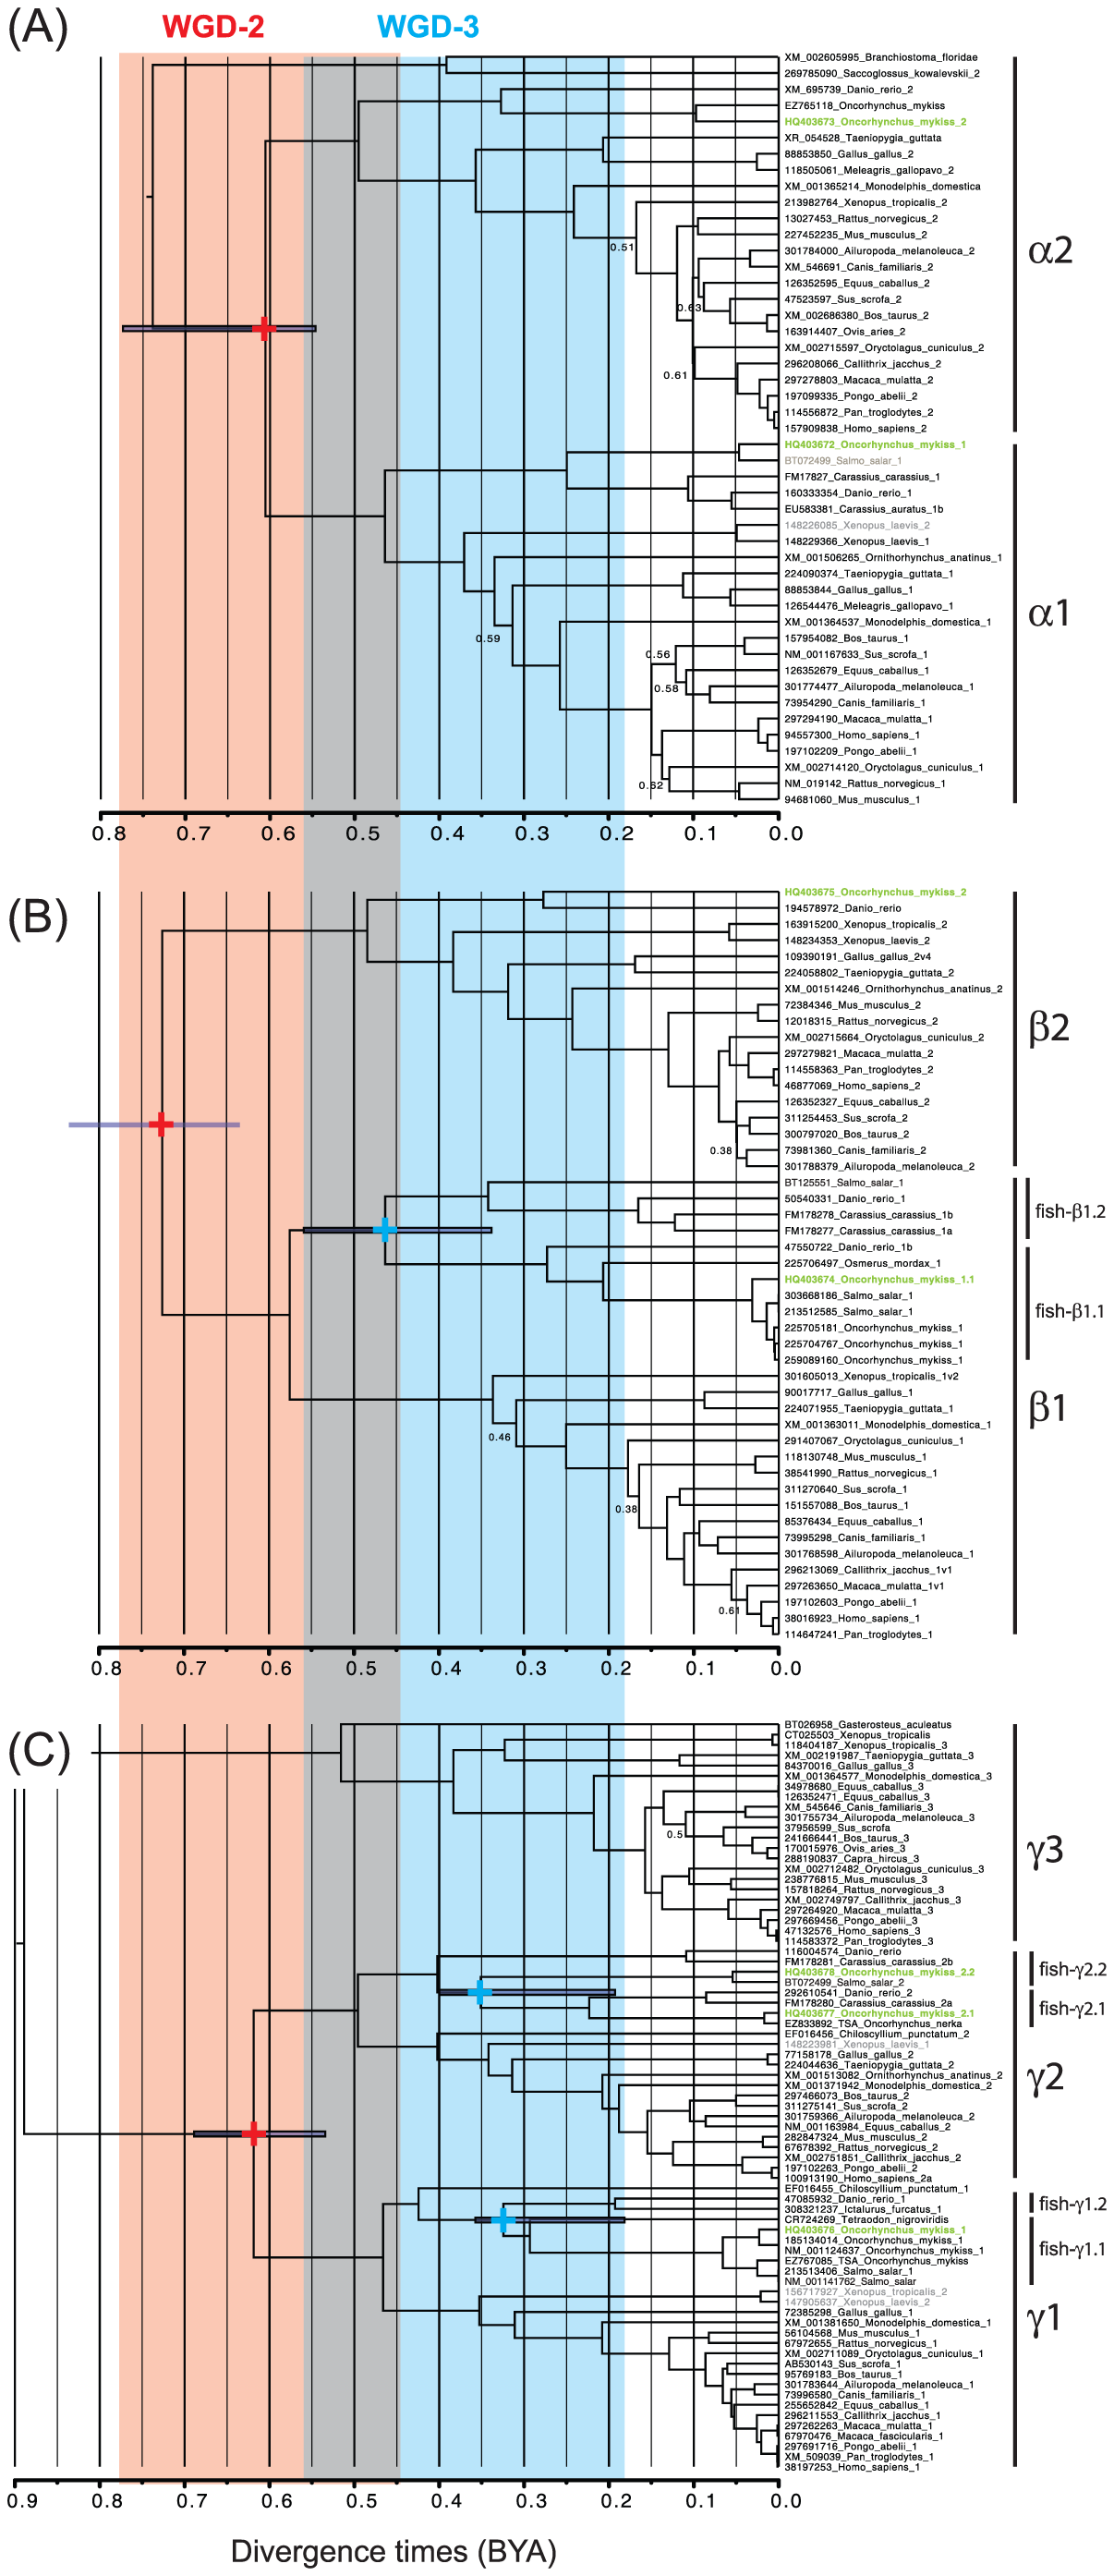 WGD-2 WGD-3
(A)
XM_002605995_Branchiostoma_floridae
269785090_Saccoglossus_kowalevskii_2
XM_695739_Danio_rerio_2
EZ765118_Oncorhynchus_mykiss
HQ403673_Oncorhynchus_mykiss_2
XR_054528_Taeniopygia_guttata
88853850_Gallus_gallus_2
118505061_Meleagris_gallopavo_2
XM_001365214_Monodelphis_domestica
213982764_Xenopus_tropicalis_2
13027453_Rattus_norvegicus_2
227452235_Mus_musculus_2
0.51
301784000_Ailuropoda_melanoleuca_2
α2
XM_546691_Canis_familiaris_2
126352595_Equus_caballus_2
47523597_Sus_scrofa_2
0.63
XM_002686380_Bos_taurus_2
163914407_Ovis_aries_2
XM_002715597_Oryctolagus_cuniculus_2
296208066_Callithrix_jacchus_2
0.61
297278803_Macaca_mulatta_2
197099335_Pongo_abelii_2
114556872_Pan_troglodytes_2
157909838_Homo_sapiens_2
HQ403672_Oncorhynchus_mykiss_1
BT072499_Salmo_salar_1
FM17827_Carassius_carassius_1
160333354_Danio_rerio_1
EU583381_Carassius_auratus_1b
148226085_Xenopus_laevis_2
148229366_Xenopus_laevis_1
XM_001506265_Ornithorhynchus_anatinus_1
224090374_Taeniopygia_guttata_1
88853844_Gallus_gallus_1
126544476_Meleagris_gallopavo_1
α1
XM_001364537_Monodelphis_domestica_1
0.59
157954082_Bos_taurus_1
0.56
NM_001167633_Sus_scrofa_1
126352679_Equus_caballus_1
0.58
301774477_Ailuropoda_melanoleuca_1
73954290_Canis_familiaris_1
297294190_Macaca_mulatta_1
94557300_Homo_sapiens_1
197102209_Pongo_abelii_1
XM_002714120_Oryctolagus_cuniculus_1
0.62
NM_019142_Rattus_norvegicus_1
94681060_Mus_musculus_1
0.8 0.7 0.6 0.5 0.4 0.3 0.2 0.1 0.0
(B)
HQ403675_Oncorhynchus_mykiss_2
194578972_Danio_rerio
163915200_Xenopus_tropicalis_2
148234353_Xenopus_laevis_2
109390191_Gallus_gallus_2v4
224058802_Taeniopygia_guttata_2
XM_001514246_Ornithorhynchus_anatinus_2
72384346_Mus_musculus_2
12018315_Rattus_norvegicus_2
β2
XM_002715664_Oryctolagus_cuniculus_2
297279821_Macaca_mulatta_2
114558363_Pan_troglodytes_2
46877069_Homo_sapiens_2
126352327_Equus_caballus_2
311254453_Sus_scrofa_2
300797020_Bos_taurus_2
0.38
73981360_Canis_familiaris_2
301788379_Ailuropoda_melanoleuca_2
BT125551_Salmo_salar_1
50540331_Danio_rerio_1
fish-β1.2
FM178278_Carassius_carassius_1b
FM178277_Carassius_carassius_1a
47550722_Danio_rerio_1b
225706497_Osmerus_mordax_1
HQ403674_Oncorhynchus_mykiss_1.1
303668186_Salmo_salar_1
fish-β1.1
213512585_Salmo_salar_1
225705181_Oncorhynchus_mykiss_1
225704767_Oncorhynchus_mykiss_1
259089160_Oncorhynchus_mykiss_1
301605013_Xenopus_tropicalis_1v2
90017717_Gallus_gallus_1
β1
224071955_Taeniopygia_guttata_1
XM_001363011_Monodelphis_domestica_1
0.46
291407067_Oryctolagus_cuniculus_1
118130748_Mus_musculus_1
38541990_Rattus_norvegicus_1
311270640_Sus_scrofa_1
0.38
151557088_Bos_taurus_1
85376434_Equus_caballus_1
73995298_Canis_familiaris_1
301768598_Ailuropoda_melanoleuca_1
296213069_Callithrix_jacchus_1v1
297263650_Macaca_mulatta_1v1
197102603_Pongo_abelii_1
0.61
38016923_Homo_sapiens_1
114647241_Pan_troglodytes_1
0.8 0.7 0.6 0.5 0.4 0.3 0.2 0.1 0.0
(C)
BT026958_Gasterosteus_aculeatus
CT025503_Xenopus_tropicalis
118404187_Xenopus_tropicalis_3
XM_002191987_Taeniopygia_guttata_3
84370016_Gallus_gallus_3
XM_001364577_Monodelphis_domestica_3
34978680_Equus_caballus_3
126352471_Equus_caballus_3
XM_545646_Canis_familiaris_3
301755734_Ailuropoda_melanoleuca_3
37956599_Sus_scrofa
0.5
241666441_Bos_taurus_3
γ3
170015976_Ovis_aries_3
288190837_Capra_hircus_3
XM_002712482_Oryctolagus_cuniculus_3
238776815_Mus_musculus_3
157818264_Rattus_norvegicus_3
XM_002749797_Callithrix_jacchus_3
297264920_Macaca_mulatta_3
297669456_Pongo_abelii_3
47132576_Homo_sapiens_3
114583372_Pan_troglodytes_3
116004574_Danio_rerio
FM178281_Carassius_carassius_2b
fish-γ2.2
HQ403678_Oncorhynchus_mykiss_2.2
BT072499_Salmo_salar_2
292610541_Danio_rerio_2
FM178280_Carassius_carassius_2a
fish-γ2.1
HQ403677_Oncorhynchus_mykiss_2.1
EZ833892_TSA_Oncorhynchus_nerka
EF016456_Chiloscyllium_punctatum_2
148223981_Xenopus_laevis_1
77158178_Gallus_gallus_2
224044636_Taeniopygia_guttata_2
γ2
XM_001513082_Ornithorhynchus_anatinus_2
XM_001371942_Monodelphis_domestica_2
297466073_Bos_taurus_2
311275141_Sus_scrofa_2
301759366_Ailuropoda_melanoleuca_2
NM_001163984_Equus_caballus_2
282847324_Mus_musculus_2
67678392_Rattus_norvegicus_2
XM_002751851_Callithrix_jacchus_2
197102263_Pongo_abelii_2
100913190_Homo_sapiens_2a
EF016455_Chiloscyllium_punctatum_1
47085932_Danio_rerio_1
fish-γ1.2
308321237_Ictalurus_furcatus_1
CR724269_Tetraodon_nigroviridis
HQ403676_Oncorhynchus_mykiss_1
185134014_Oncorhynchus_mykiss_1
fish-γ1.1
NM_001124637_Oncorhynchus_mykiss_1
EZ767085_TSA_Oncorhynchus_mykiss
213513406_Salmo_salar_1
NM_001141762_Salmo_salar
156717927_Xenopus_tropicalis_2
147905637_Xenopus_laevis_2
72385298_Gallus_gallus_1
γ1
XM_001381650_Monodelphis_domestica_1
56104568_Mus_musculus_1
67972655_Rattus_norvegicus_1
XM_002711089_Oryctolagus_cuniculus_1
AB530143_Sus_scrofa_1
95769183_Bos_taurus_1
301783644_Ailuropoda_melanoleuca_1
73996580_Canis_familiaris_1
255652842_Equus_caballus_1
296211553_Callithrix_jacchus_1
297262263_Macaca_mulatta_1
67970476_Macaca_fascicularis_1
297691716_Pongo_abelii_1
XM_509039_Pan_troglodytes_1
38197253_Homo_sapiens_1
0.9 0.8 0.7 0.6 0.5 0.4 0.3 0.2 0.1 0.0
Divergence times (BYA)